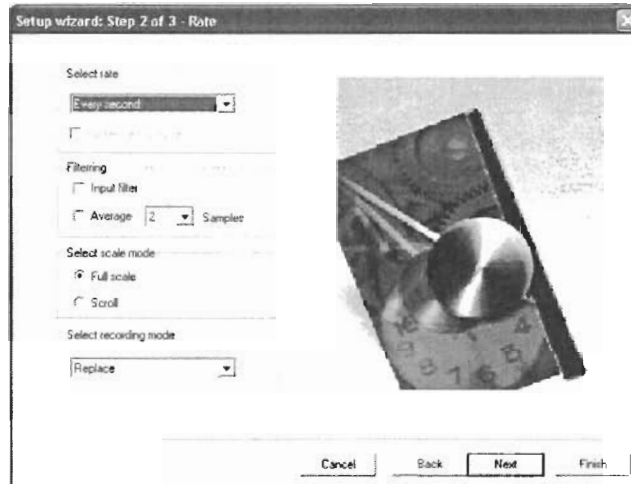 Setup wizard: Step 2 of 3 - Rate
Select rate
Every second
Filtering
Input filter
Average 2 Samples
Select scale mode
Full scale
Scroll
Select recording mode
Replace
Cancel Back Next Finish